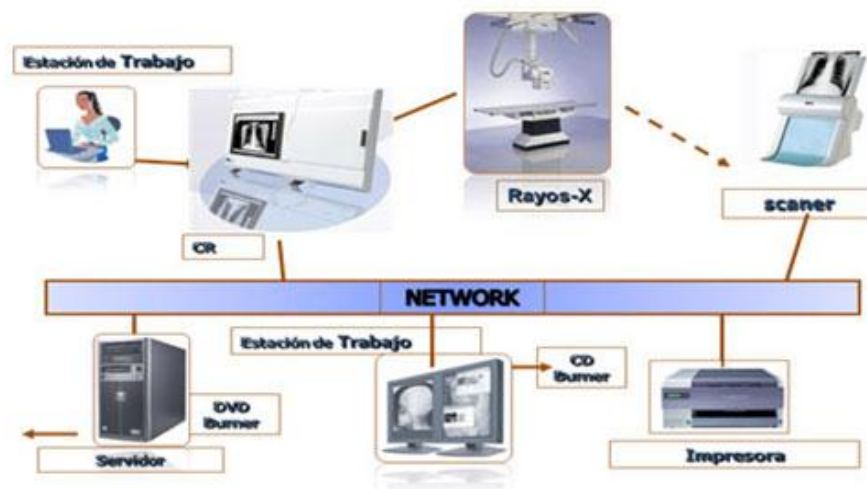 Estación de Trabajo
Rayos-X
scaner
CR
NETWORK
Estación de Trabajo
CD
Burner
DVD
Burner
Servidor
Impresora